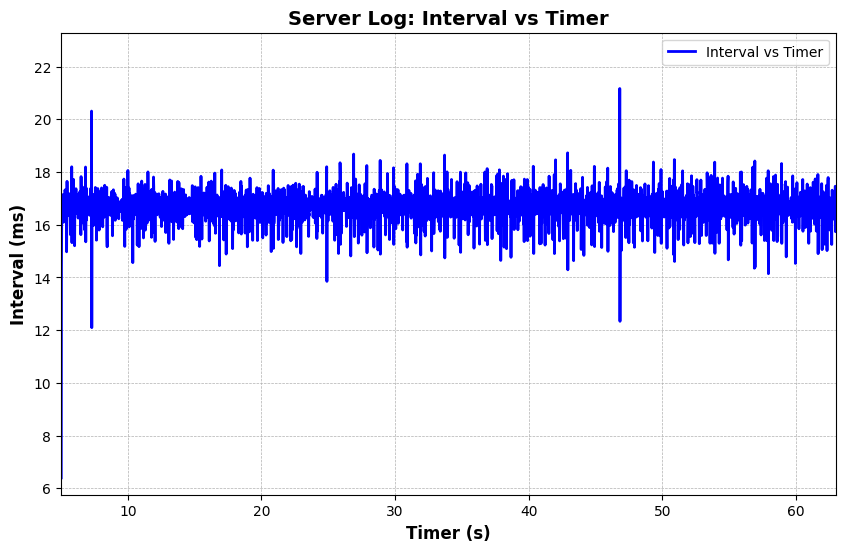 Server Log: Interval vs Timer
Interval vs Timer
Interval (ms)
22
20
18
16
14
12
10
8
6
10 20 30 40 50 60
Timer (s)